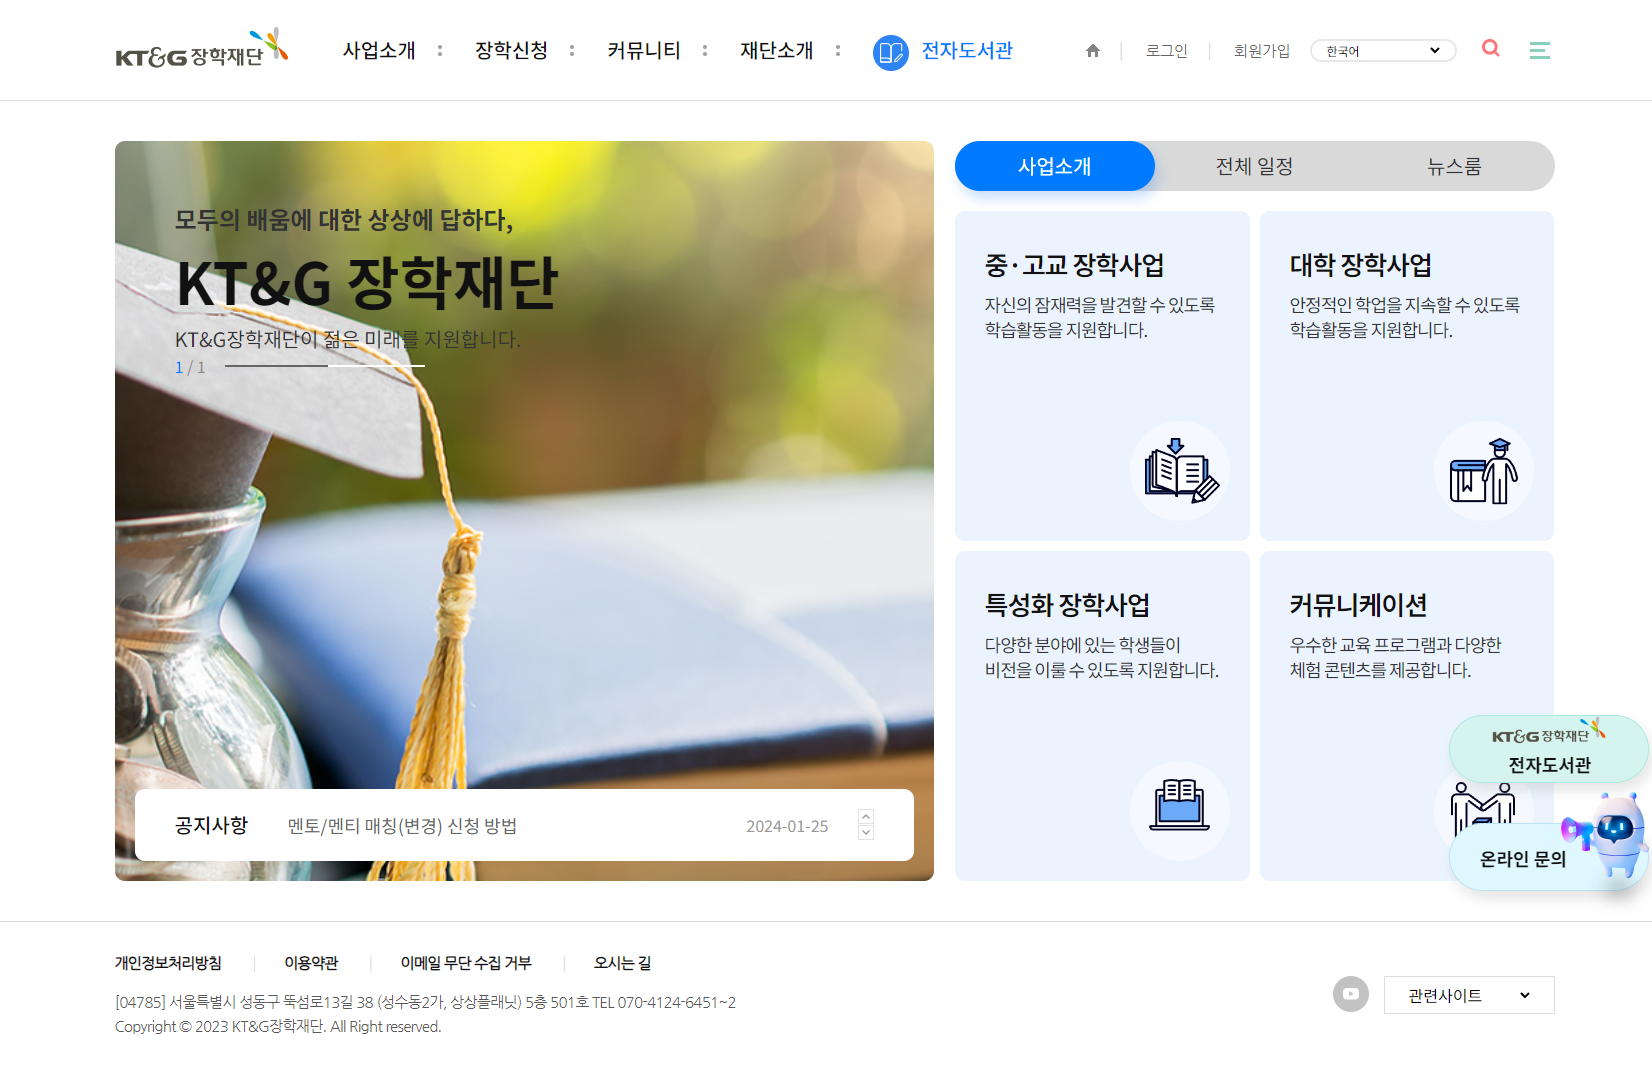 KT&G 장학재단
사업소개
장학신청
커뮤니티
재단소개
전자도서관
로그인
회원가입
한국어
모두의 배움에 대한 상상에 답하다,
KT&G 장학재단
KT&G장학재단이 젊은 미래를 지원합니다.
1 / 1
공지사항
멘토/멘티 매칭(변경) 신청 방법
2024-01-25
사업소개
전체 일정
뉴스룸
중·고교 장학사업
자신의 잠재력을 발견할 수 있도록
학습활동을 지원합니다.
대학 장학사업
안정적인 학업을 지속할 수 있도록
학습활동을 지원합니다.
특성화 장학사업
다양한 분야에 있는 학생들이
비전을 이룰 수 있도록 지원합니다.
커뮤니케이션
우수한 교육 프로그램과 다양한
체험 콘텐츠를 제공합니다.
KT&G 장학재단
전자도서관
온라인 문의
개인정보처리방침
이용약관
이메일 무단 수집 거부
오시는 길
[04785] 서울특별시 성동구 뚝섬로13길 38 (성수동2가, 상상플래닛) 5층 501호 TEL 070-4124-6451~2
Copyright © 2023 KT&G장학재단. All Right reserved.
관련사이트